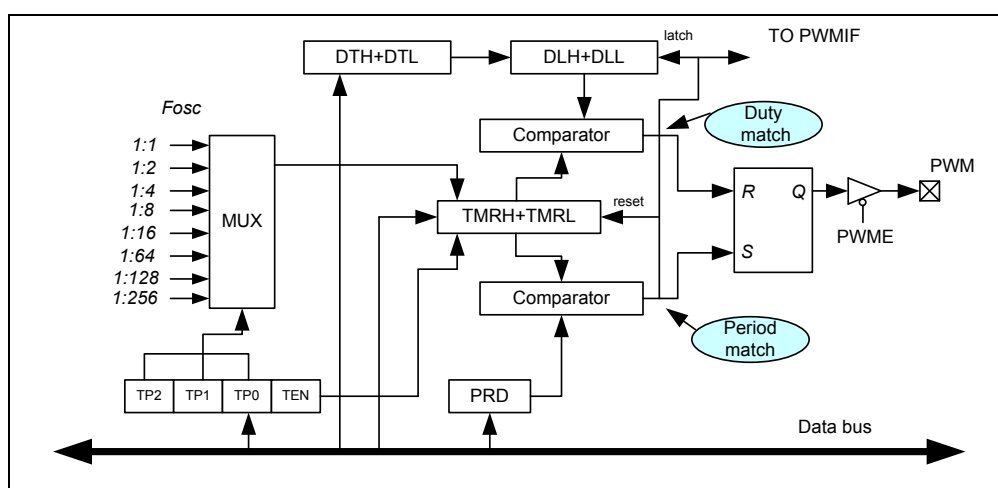 TO PWMIF
latch
DTH+DTL
DLH+DLL
Fosc
Duty
match
1:1
1:2
1:4
1:8
1:16
1:64
1:128
1:256
MUX
Comparator
TMRH+TMRL
reset
Comparator
R
Q
S
PWM
PWME
Period
match
TP2
TP1
TP0
TEN
PRD
Data bus